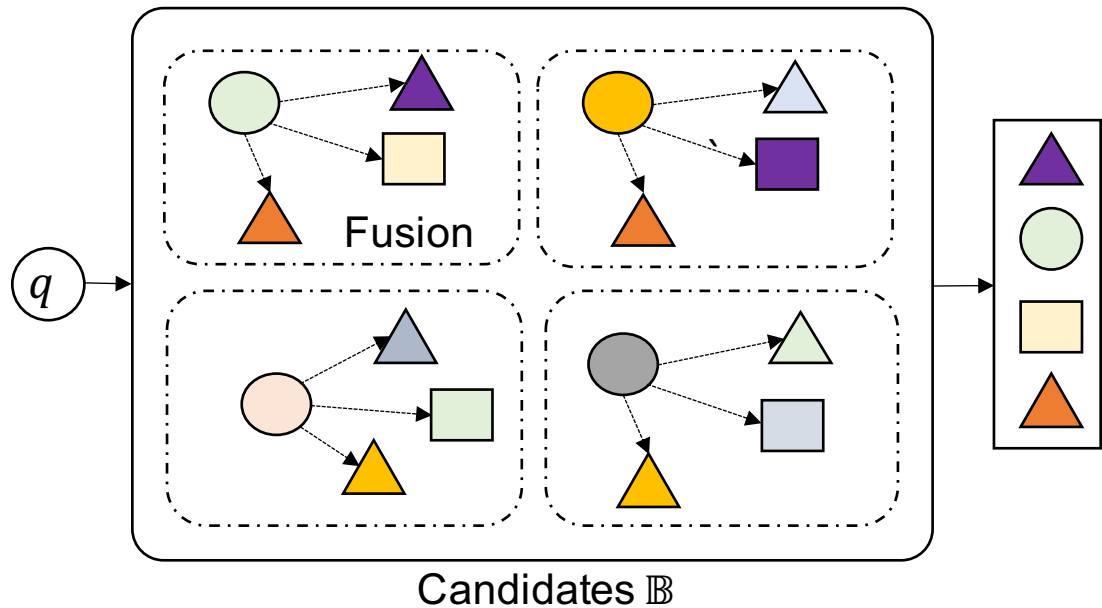 Fusion
q
Candidates 𝔹